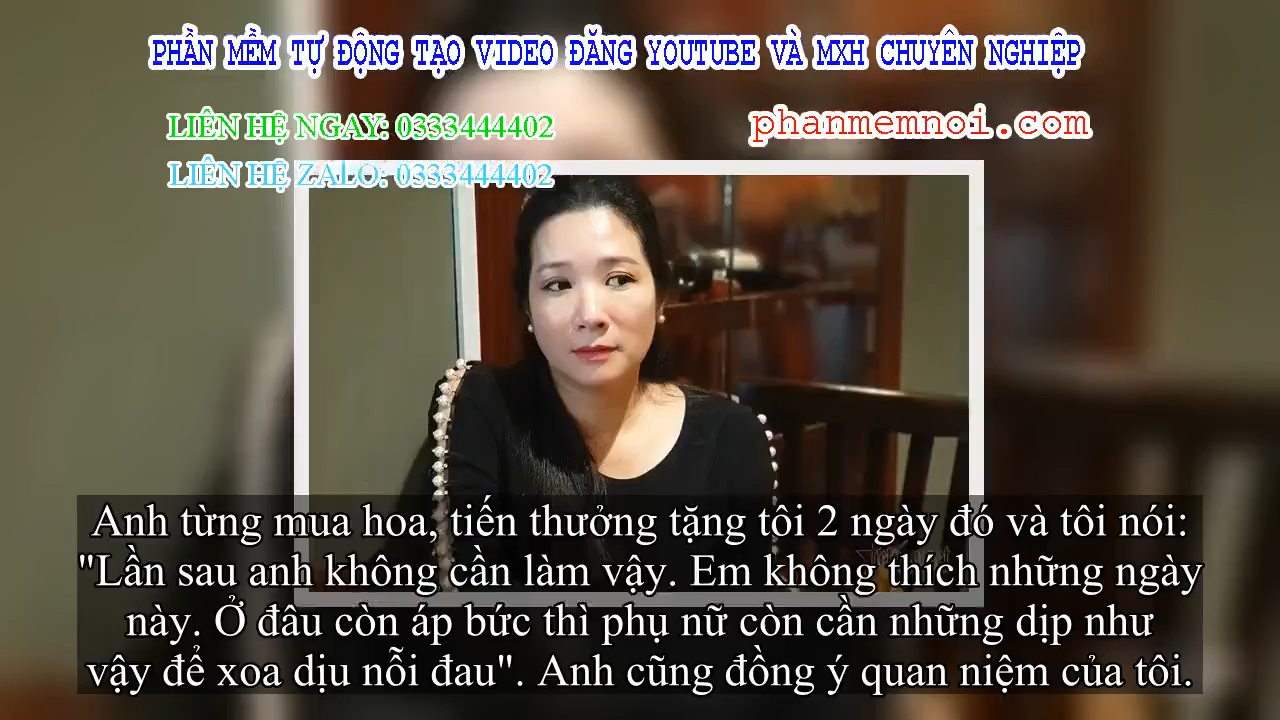 PHẦN MỀM TỰ ĐỘNG TẠO VIDEO ĐĂNG YOUTUBE VÀ MXH CHUYÊN NGHIỆP
LIÊN HỆ NGAY: 0333444402
phanmemnoi.com
LIÊN HỆ ZALO: 0333444402
Anh từng mua hoa, tiến thưởng tặng tôi 2 ngày đó và tôi nói:
"Lần sau anh không cần làm vậy. Em không thích những ngày
này. Ở đâu còn áp bức thì phụ nữ còn cần những dịp như
vậy để xoa dịu nỗi đau". Anh cũng đồng ý quan niệm của tôi.